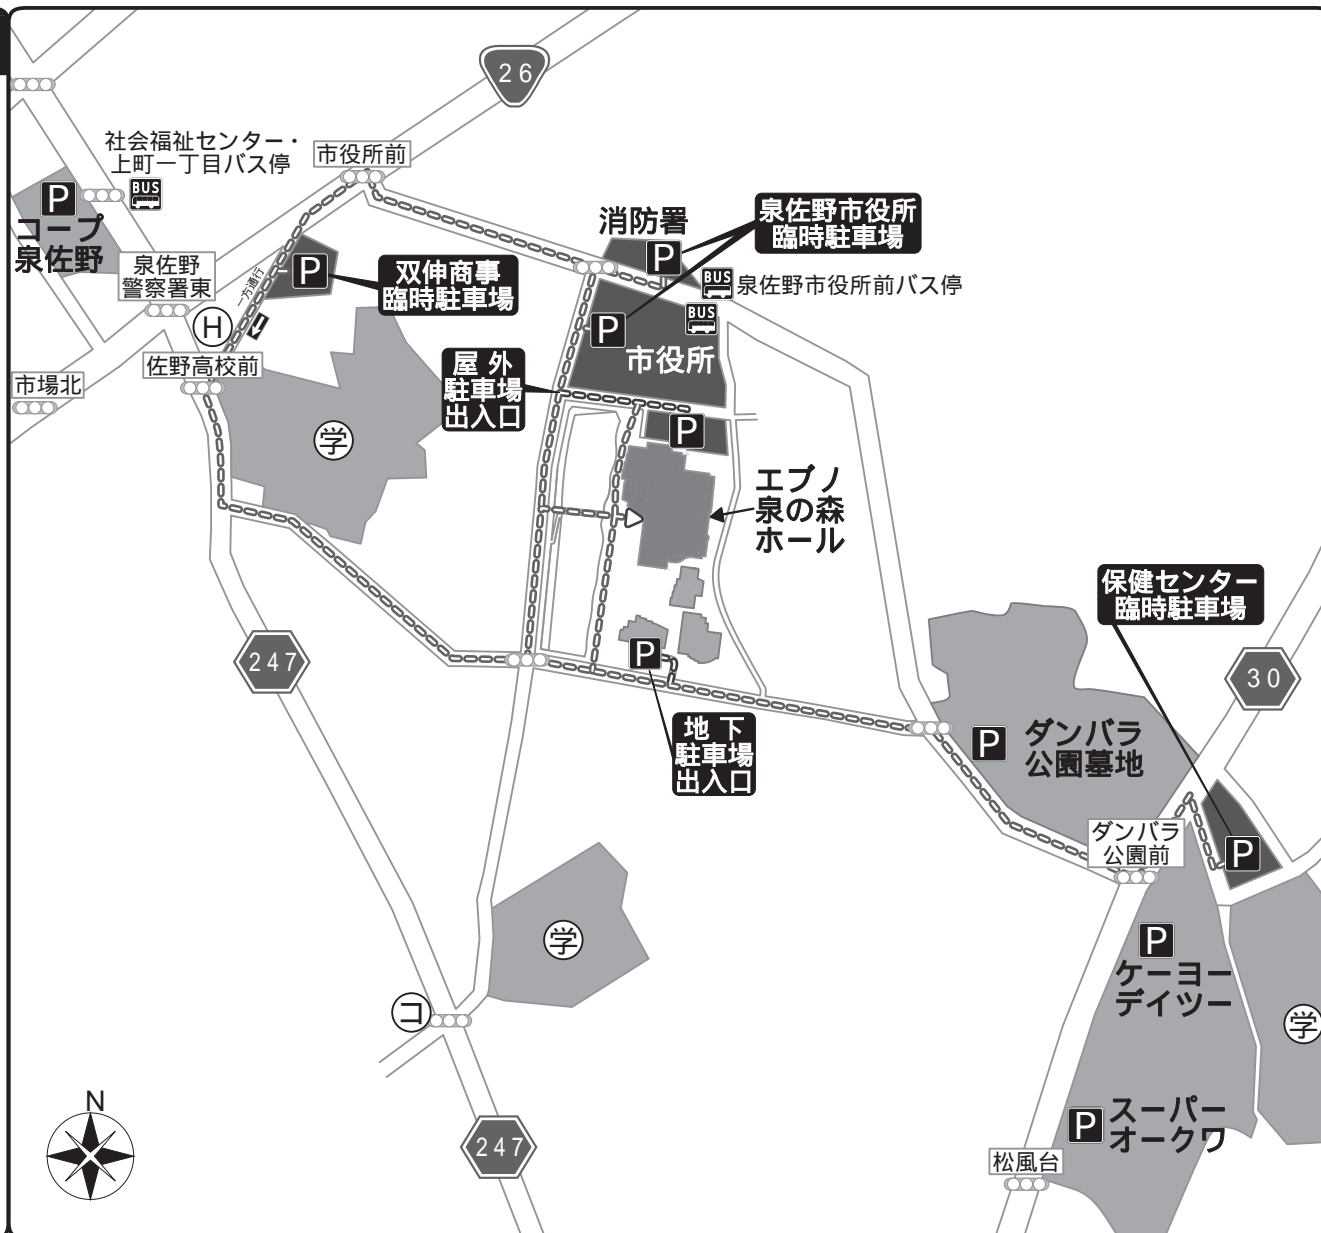 26
社会福祉センター・
上町一丁目バス停
BUS
市役所前
P
コープ
泉佐野
泉佐野
警察署東
P
双伸商事
臨時駐車場
一方通行
H
佐野高校前
市場北
学
消防署
P
泉佐野市役所
臨時駐車場
BUS
泉佐野市役所前バス停
BUS
P
市役所
屋外
駐車場
出入口
P
エブノ
泉の森
ホール
P
地下
駐車場
出入口
247
保健センター
臨時駐車場
30
P
ダンバラ
公園墓地
ダンバラ
公園前
P
P
ケーヨー
デイツー
学
学
コ
247
N
P
スーパー
オークワ
松風台